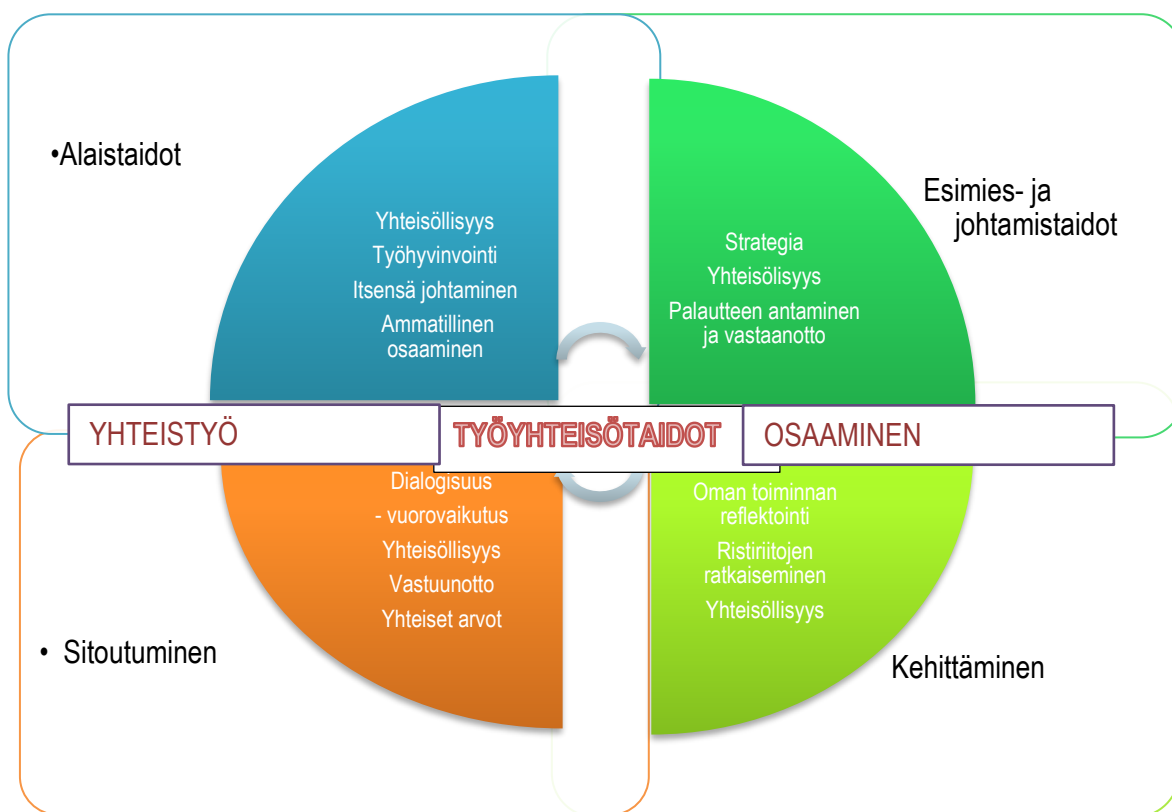 •Alaistaidot
Yhteisöllisyys
Työhyvinvointi
Itsensä johtaminen
Ammatillinen
osaaminen
Strategia
Yhteisölisyys
Palautteen antaminen
ja vastaanotto
Esimies- ja
johtamistaidot
YHTEISTYÖ
TYÖYHTEISÖTAIDOT
OSAAMINEN
Dialogisuus
- vuorovaikutus
Yhteisöllisyys
Vastuunotto
Yhteiset arvot
• Sitoutuminen
Oman toiminnan
reflektointi
Ristiriitojen
ratkaiseminen
Yhteisöllisyys
Kehittäminen